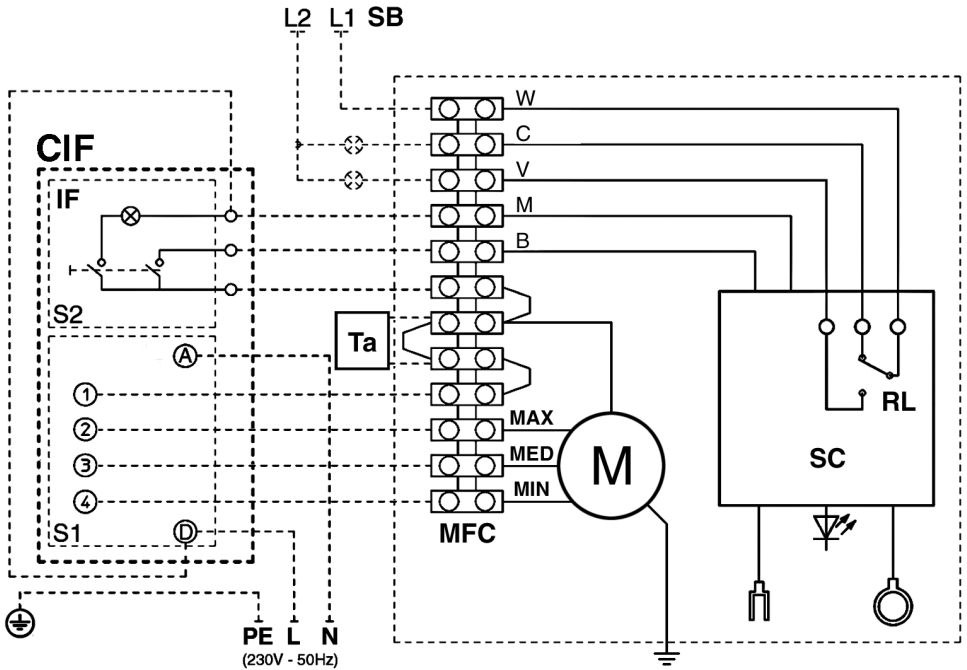 L2 L1 SB
W
CIF
C
IF
V
M
B
S2
Ta
A
1
RL
MAX
2
M
MED
SC
3
MIN
4
S1
D
MFC
PE L N
(230V - 50Hz)